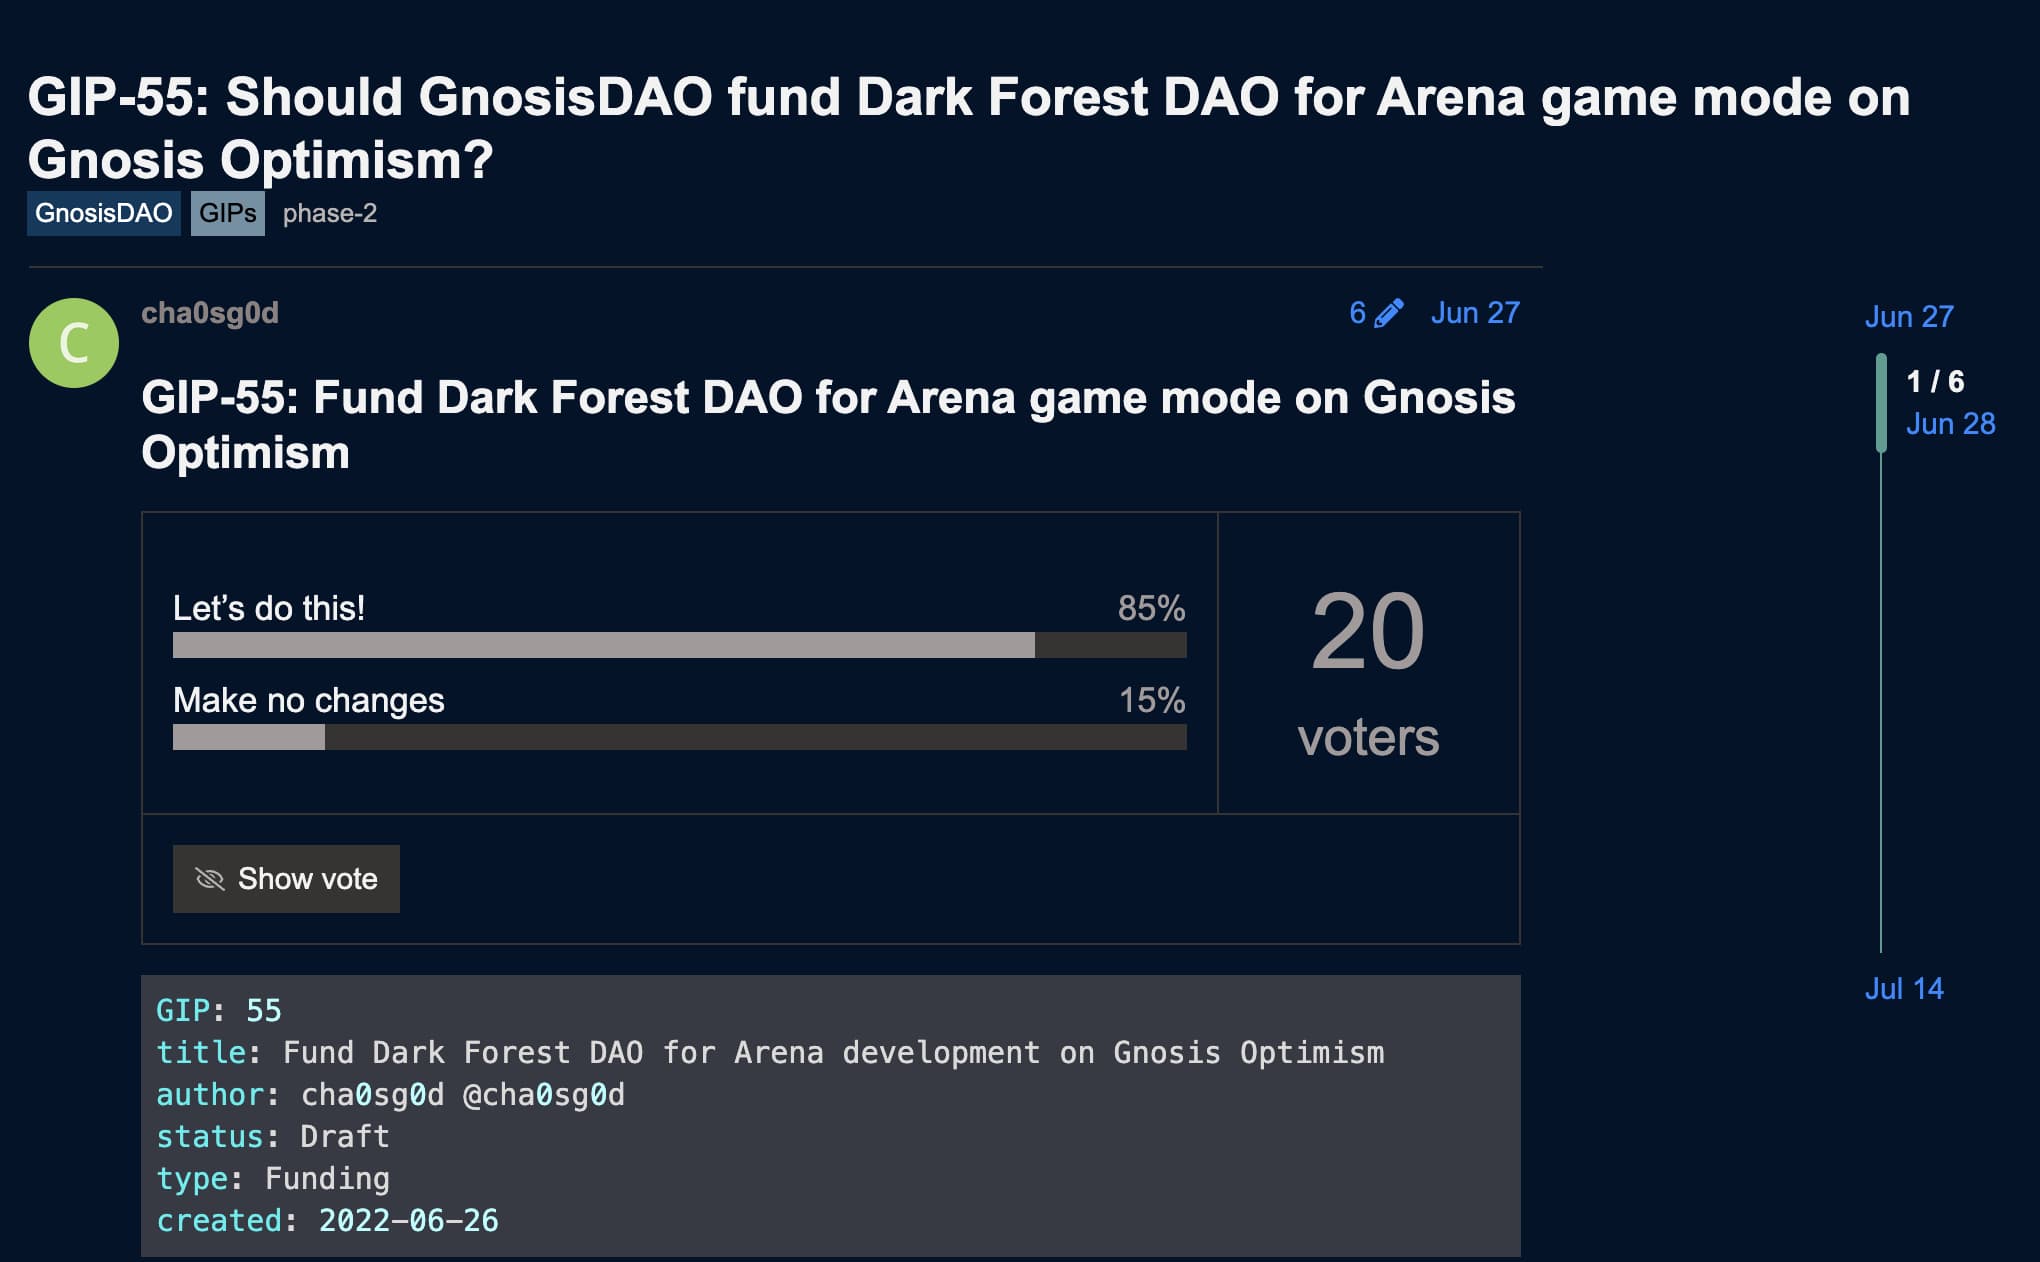 GIP-55: Should GnosisDAO fund Dark Forest DAO for Arena game mode on
Gnosis Optimism?
GnosisDAO GIPs phase-2
C
cha0sg0d
6 Jun 27
GIP-55: Fund Dark Forest DAO for Arena game mode on Gnosis
Optimism
Let’s do this! 85%
Make no changes 15%
20
voters
Show vote
GIP: 55
title: Fund Dark Forest DAO for Arena development on Gnosis Optimism
author: cha0sg0d @cha0sg0d
status: Draft
type: Funding
created: 2022-06-26
Jun 27
1 / 6
Jun 28
Jul 14